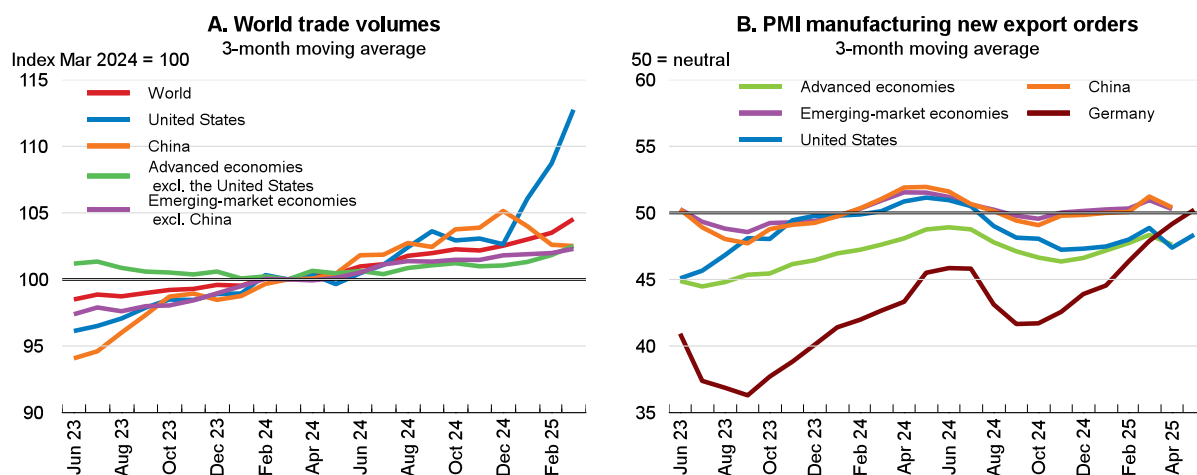 A. World trade volumes
3-month moving average
Index Mar 2024 = 100
115
110
105
100
95
90
World
United States
China
Advanced economies
excl. the United States
Emerging-market economies
excl. China
Jun 23
Aug 23
Oct 23
Dec 23
Feb 24
Apr 24
Jun 24
Aug 24
Oct 24
Dec 24
Feb 25
B. PMI manufacturing new export orders
3-month moving average
50 = neutral
60
55
50
45
40
35
Advanced economies
Emerging-market economies
United States
China
Germany
Jun 23
Aug 23
Oct 23
Dec 23
Feb 24
Apr 24
Jun 24
Aug 24
Oct 24
Dec 24
Feb 25
Apr 25